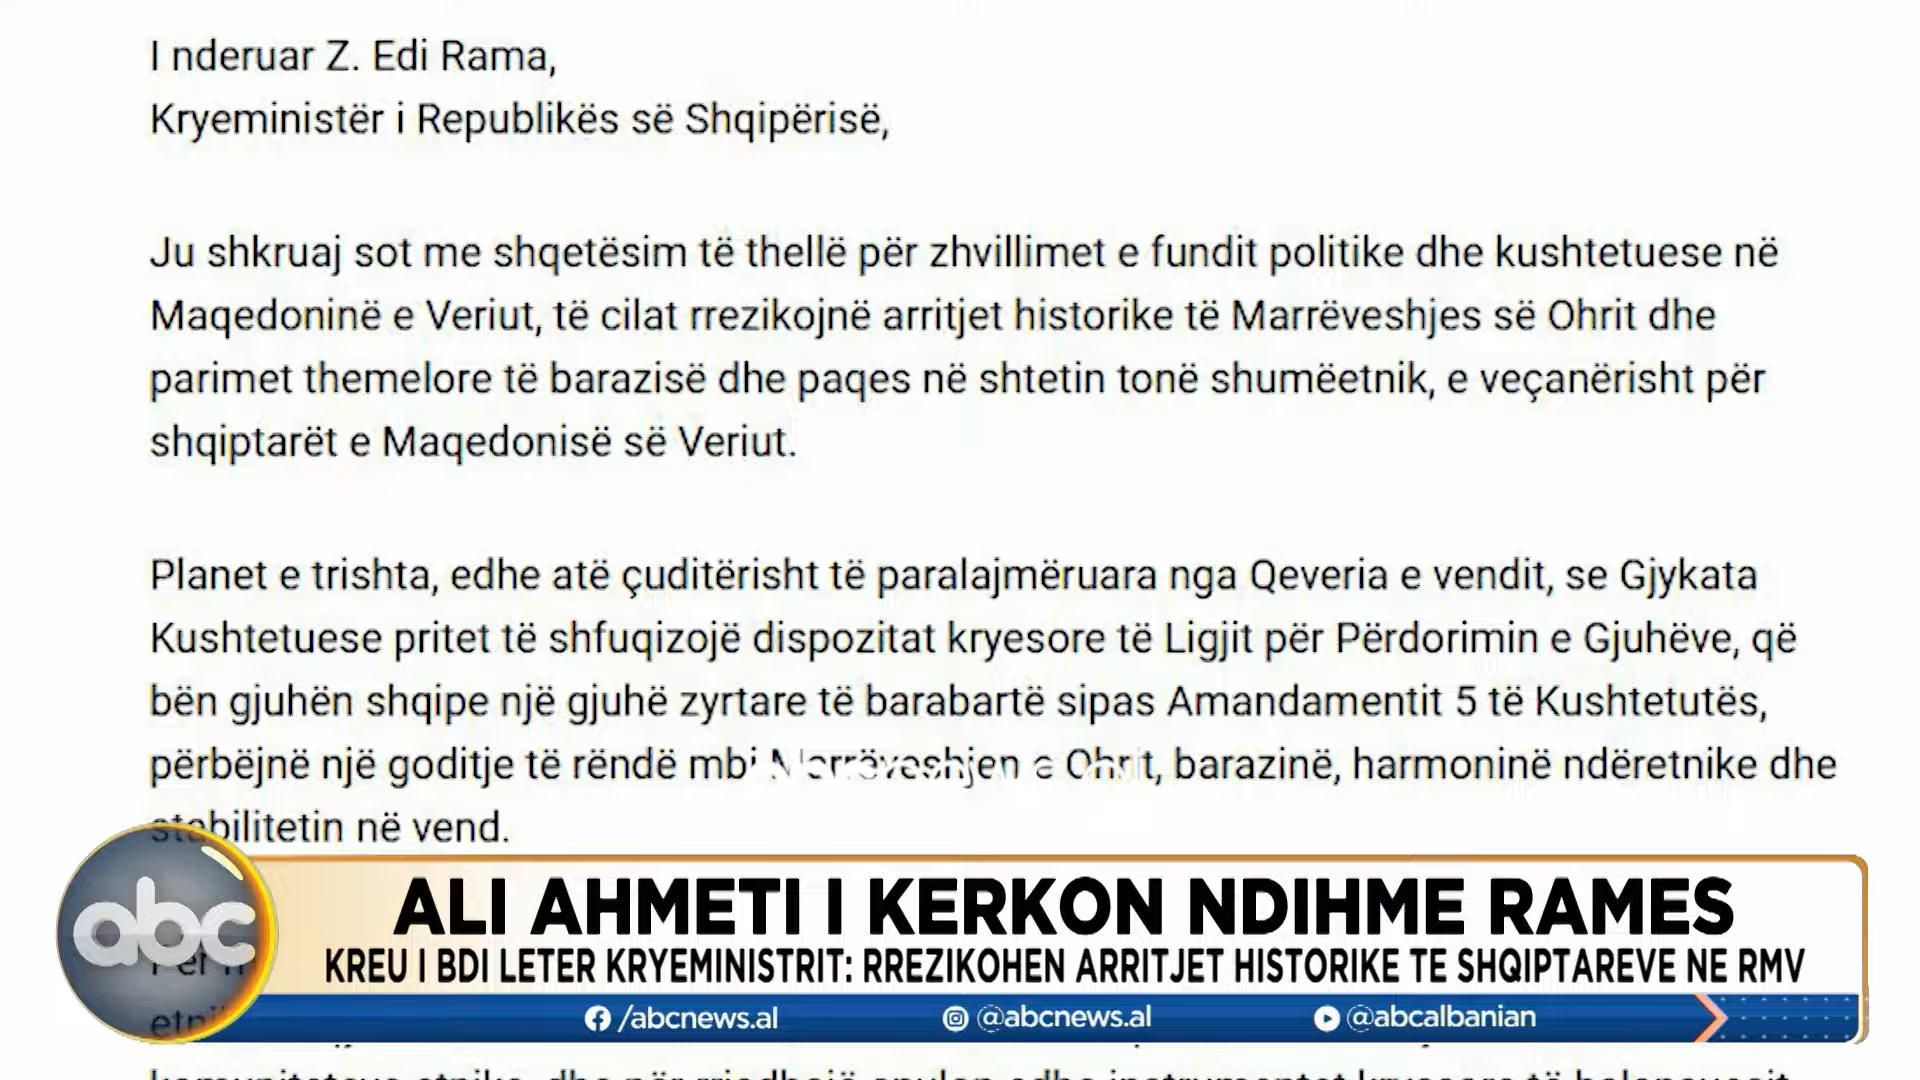 I nderuar Z. Edi Rama,
Kryeministër i Republikës së Shqipërisë,
Ju shkruaj sot me shqetësim të thellë për zhvillimet e fundit politike dhe kushtetuese në
Maqedoninë e Veriut, të cilat rrezikojnë arritjet historike të Marrëveshjes së Ohrit dhe
parimet themelore të barazisë dhe paqes në shtetin tonë shumëetnik, e veçanërisht për
shqiptarët e Maqedonisë së Veriut.
Planet e trishta, edhe atë çuditërisht të paralajmëruara nga Qeveria e vendit, se Gjykata
Kushtetuese pritet të shfuqizojë dispozitat kryesore të Ligjit për Përdorimin e Gjuhëve, që
bën gjuhën shqipe një gjuhë zyrtare të barabartë sipas Amandamentit 5 të Kushtetutës,
përbëjnë një goditje të rëndë mbi Marrëveshjen e Ohrit, barazinë, harmoninë ndëretnike dhe
stabilitetin në vend.
abc
ALI AHMETI I KERKON NDIHME RAMES
KREU I BDI LETER KRYEMINISTRIT: RREZIKOHEN ARRITJET HISTORIKE TE SHQIPTAREVE NE RMV
/abcnews.al @abcnews.al @abcalbanian